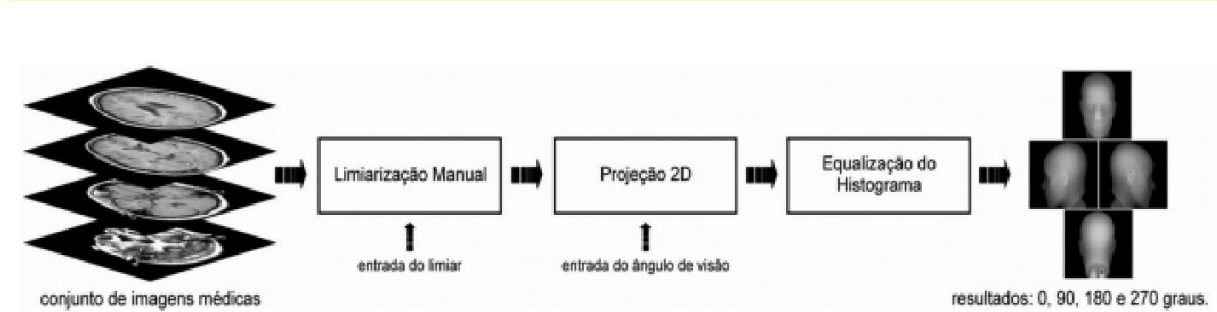 Limiarização Manual
Projeção 2D
Equalização do
Histograma
entrada do limiar
entrada do ângulo de visão
conjunto de imagens médicas
resultados: 0, 90, 180 e 270 graus.